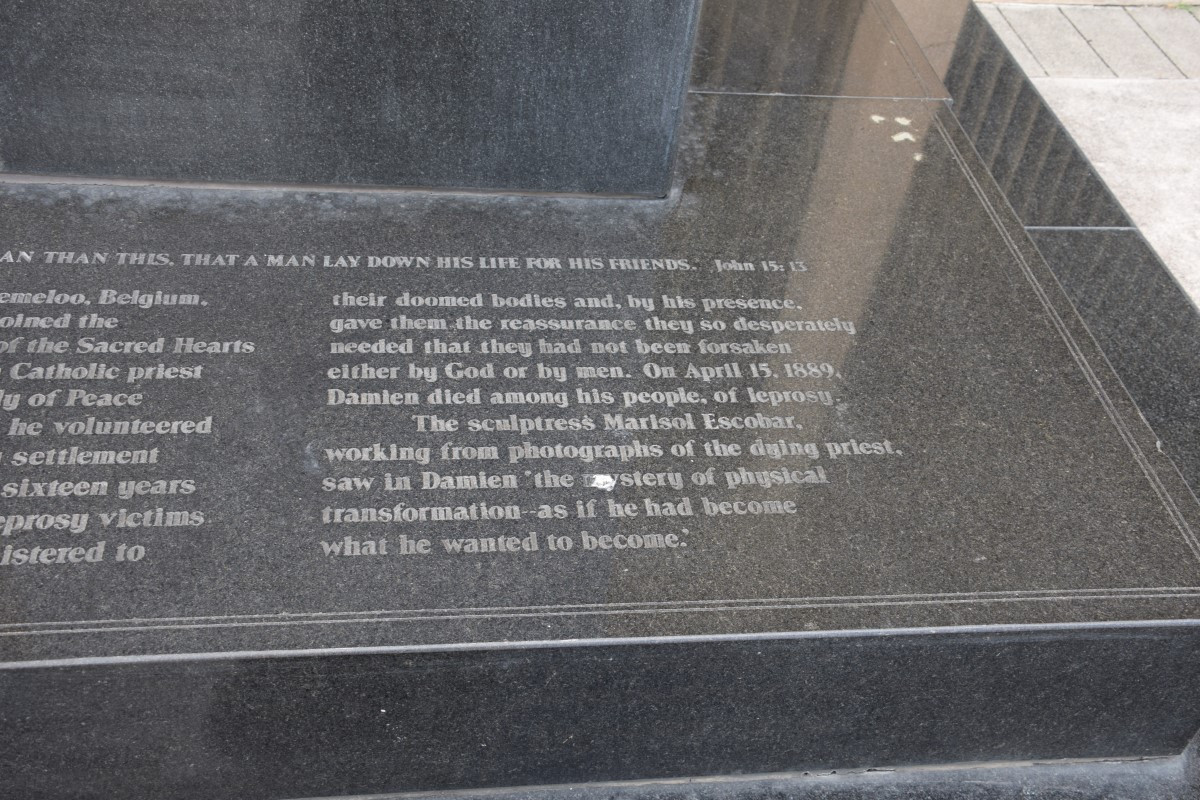 AN THAN THIS, THAT A MAN LAY DOWN HIS LIFE FOR HIS FRIENDS. John 15: 13
emeloo, Belgium,
oined the
of the Sacred Hearts
Catholic priest
dy of Peace
he volunteered
settlement
sixteen years
eprosy victims
istered to
their doomed bodies and, by his presence,
gave them the reassurance they so desperately
needed that they had not been forsaken
either by God or by men. On April 15, 1889,
Damien died among his people, of leprosy.
The sculptress Marisol Escobar,
working from photographs of the dying priest,
saw in Damien 'the mystery of physical
transformation--as if he had become
what he wanted to become.'